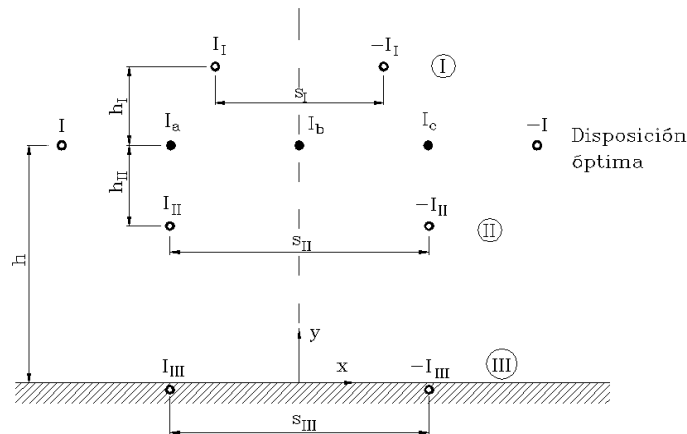 I_I -I_I I
s_I
h_I
I I_a I_b I_c -I Disposición
óptima
h_II
I_II -I_II II
s_II
h
y
x
I_III -I_III III
s_III